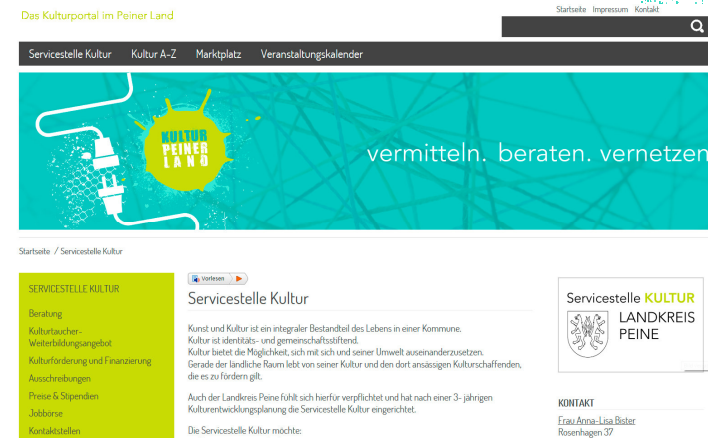 Das Kulturportal im Peiner Land
Startseite Impressum Kontakt
Servicestelle Kultur Kultur A-Z Marktplatz Veranstaltungskalender
KULTUR
PEINER
LAND
vermitteln. beraten. vernetzen
Startseite / Servicestelle Kultur
SERVICESTELLE KULTUR
Beratung
Kulturtaucher-
Weiterbildungsangebot
Kulturförderung und Finanzierung
Ausschreibungen
Preise & Stipendien
Jobbörse
Kontaktstellen
Vorlesen
Servicestelle Kultur
Kunst und Kultur ist ein integraler Bestandteil des Lebens in einer Kommune.
Kultur ist identitäts- und gemeinschaftsstiftend.
Kultur bietet die Möglichkeit, sich mit sich und seiner Umwelt auseinanderzusetzen.
Gerade der ländliche Raum lebt von seiner Kultur und den dort ansässigen Kulturschaffenden,
die es zu fördern gilt.
Auch der Landkreis Peine fühlt sich hierfür verpflichtet und hat nach einer 3- jährigen
Kulturentwicklungsplanung die Servicestelle Kultur eingerichtet.
Die Servicestelle Kultur möchte:
Servicestelle KULTUR
LANDKREIS
PEINE
KONTAKT
Frau Anna-Lisa Bister
Rosenhagen 37